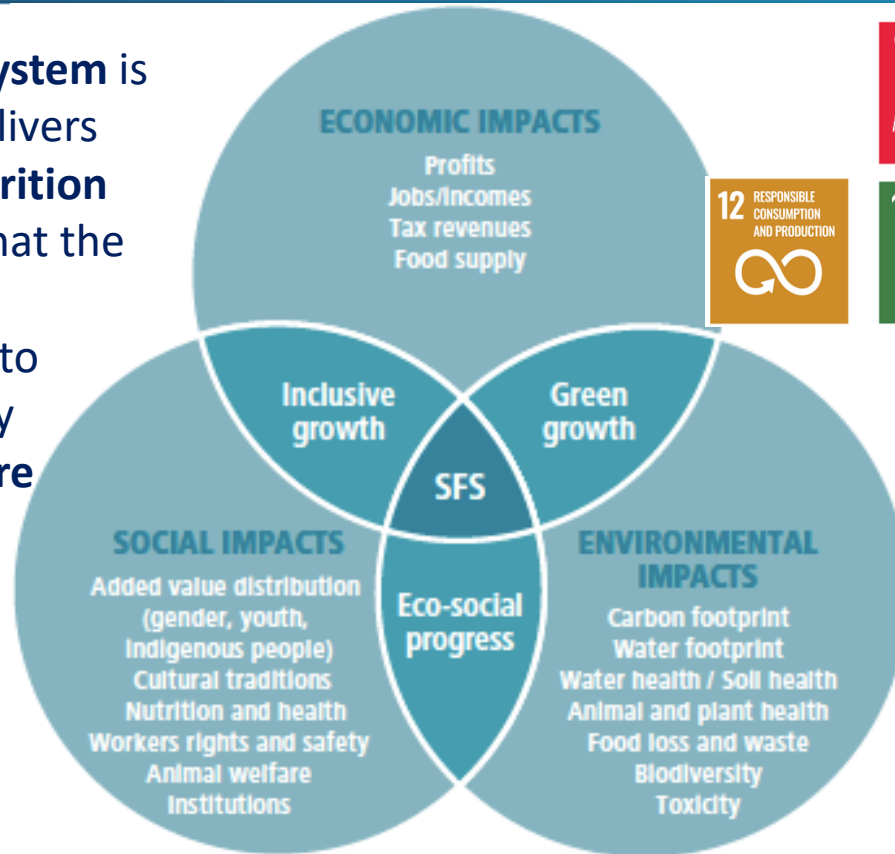 ystem is
livers
rition
hat the
to
y
re
ECONOMIC IMPACTS
Profits
Jobs/Incomes
Tax revenues
Food supply
12 RESPONSIBLE
CONSUMPTION
AND PRODUCTION
Inclusive
growth
Green
growth
SFS
SOCIAL IMPACTS
Added value distribution
(gender, youth,
Indigenous people)
Cultural traditions
Nutrition and health
Workers rights and safety
Animal welfare
Institutions
Eco-social
progress
ENVIRONMENTAL
IMPACTS
Carbon footprint
Water footprint
Water health / Soil health
Animal and plant health
Food loss and waste
Biodiversity
Toxicity